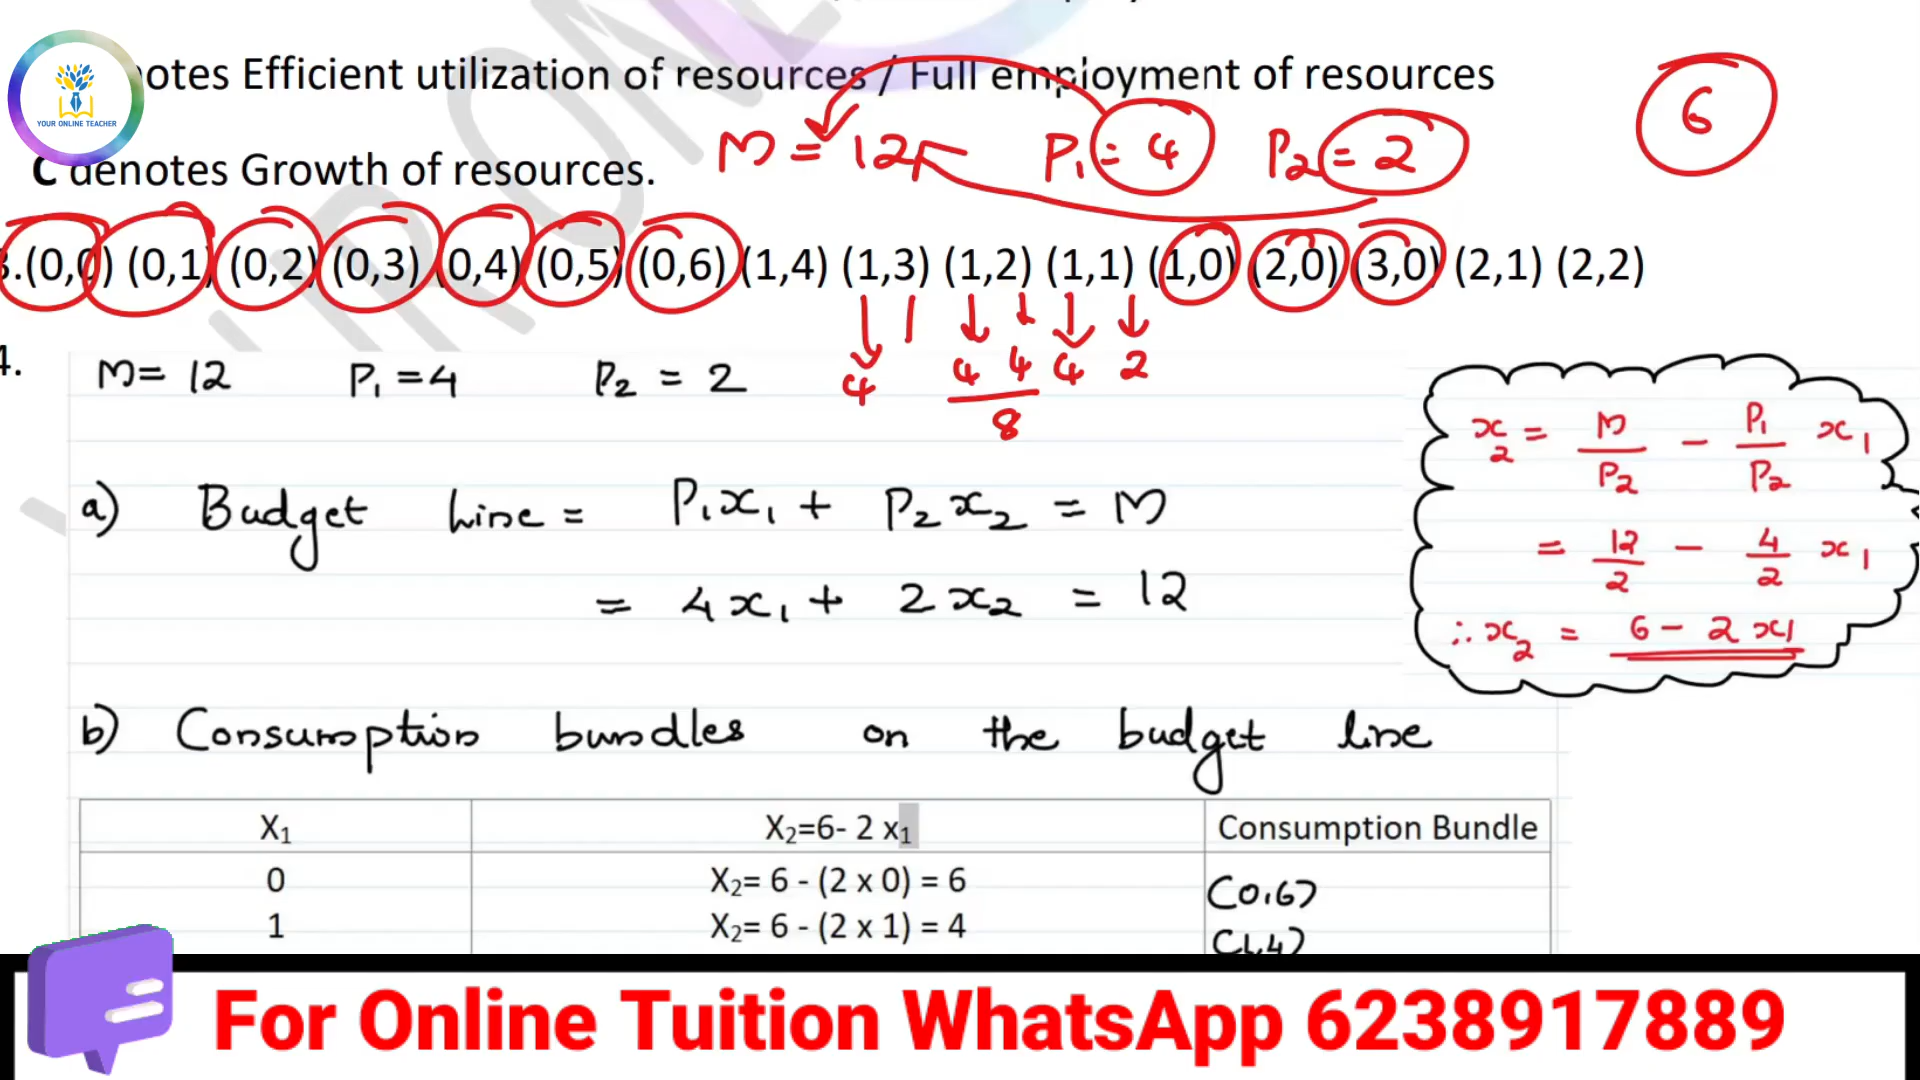 otes Efficient utilization of resources / Full employment of resources
6
YOUR ONLINE TEACHER
C denotes Growth of resources.
M = 12 P₁ = 4 P₂ = 2
3.(0,0) (0,1) (0,2) (0,3) (0,4) (0,5) (0,6) (1,4) (1,3) (1,2) (1,1) (1,0) (2,0) (3,0) (2,1) (2,2)
4 4 4 4 2
8
4.
M= 12 P₁ =4 P₂ = 2
x₂ = M/P₂ - P₁/P₂ x₁
= 12/2 - 4/2 x₁
∴ x₂ = 6 - 2 x₁
a) Budget Line = P₁x₁ + P₂x₂ = M
= 4x₁ + 2x₂ = 12
b) Consumption bundles on the budget line
X₁ X₂=6- 2 x₁ Consumption Bundle
0 X₂= 6 - (2 x 0) = 6 (0,6)
1 X₂= 6 - (2 x 1) = 4 (1,4)
For Online Tuition WhatsApp 6238917889